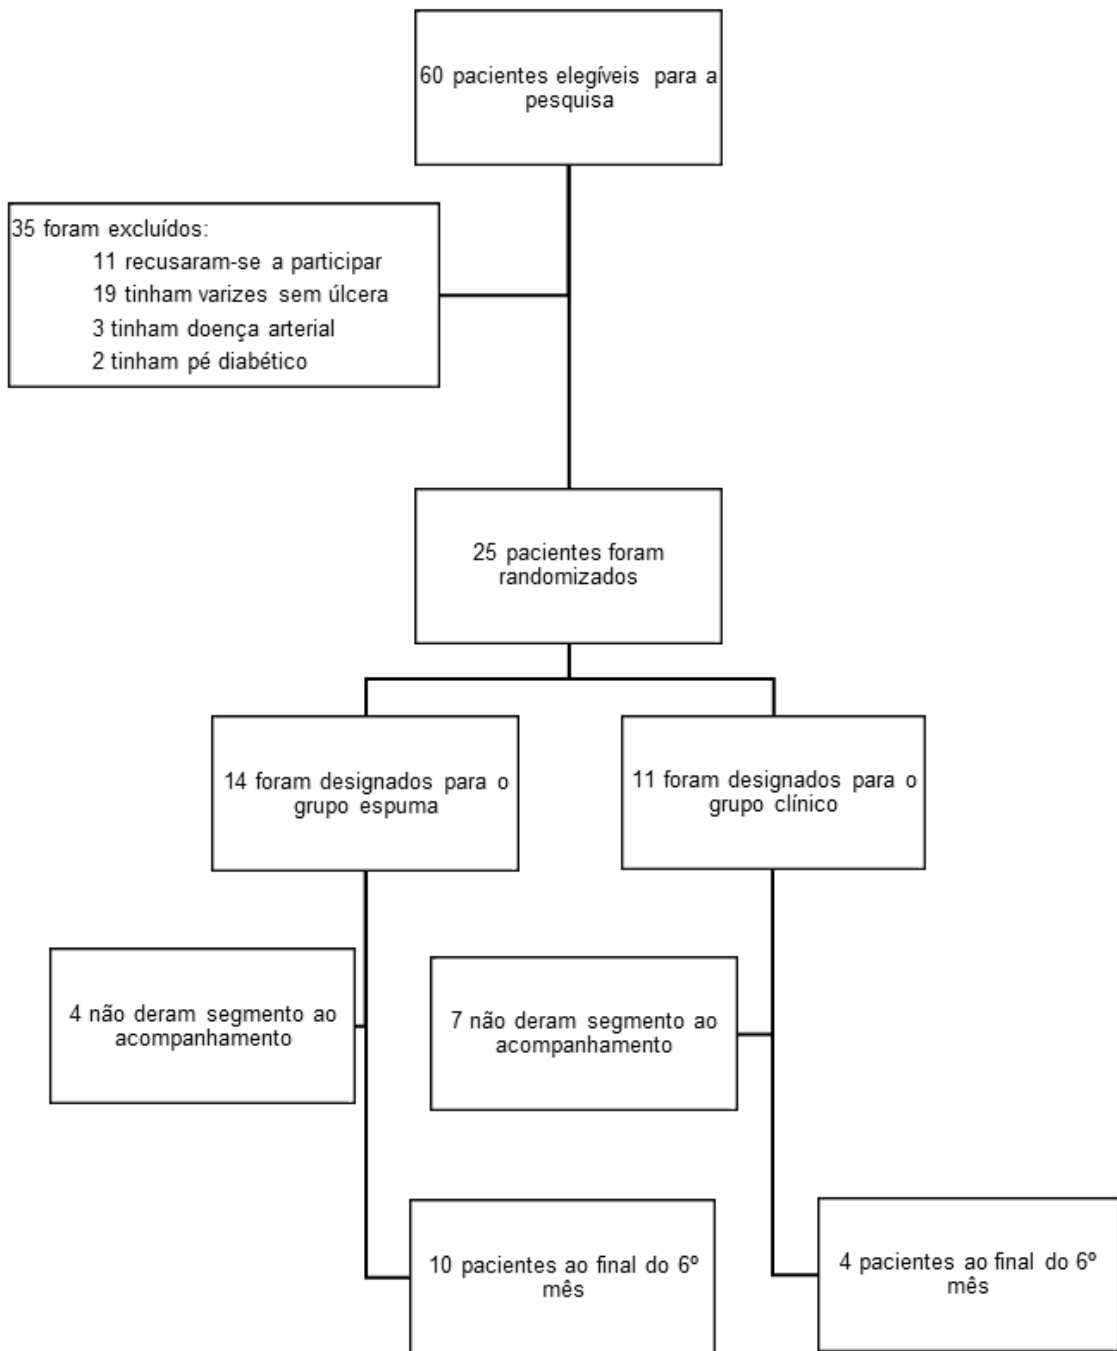 60 pacientes elegíveis para a
pesquisa
35 foram excluídos:
11 recusaram-se a participar
19 tinham varizes sem úlcera
3 tinham doença arterial
2 tinham pé diabético
25 pacientes foram
randomizados
14 foram designados para o
grupo espuma
11 foram designados para o
grupo clínico
4 não deram segmento ao
acompanhamento
7 não deram segmento ao
acompanhamento
10 pacientes ao final do 6º
mês
4 pacientes ao final do 6º
mês